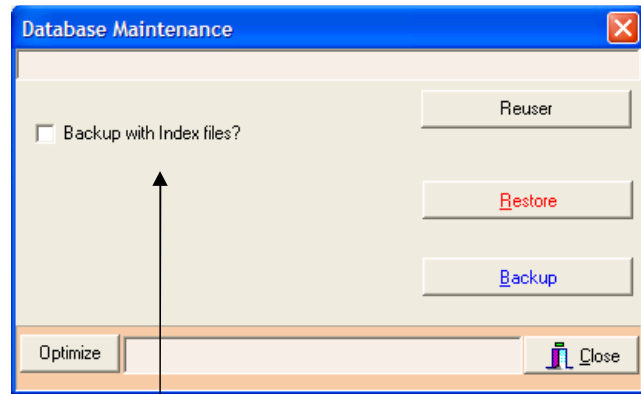 Database Maintenance
Reuser
Backup with Index files?
Restore
Backup
Optimize
Close